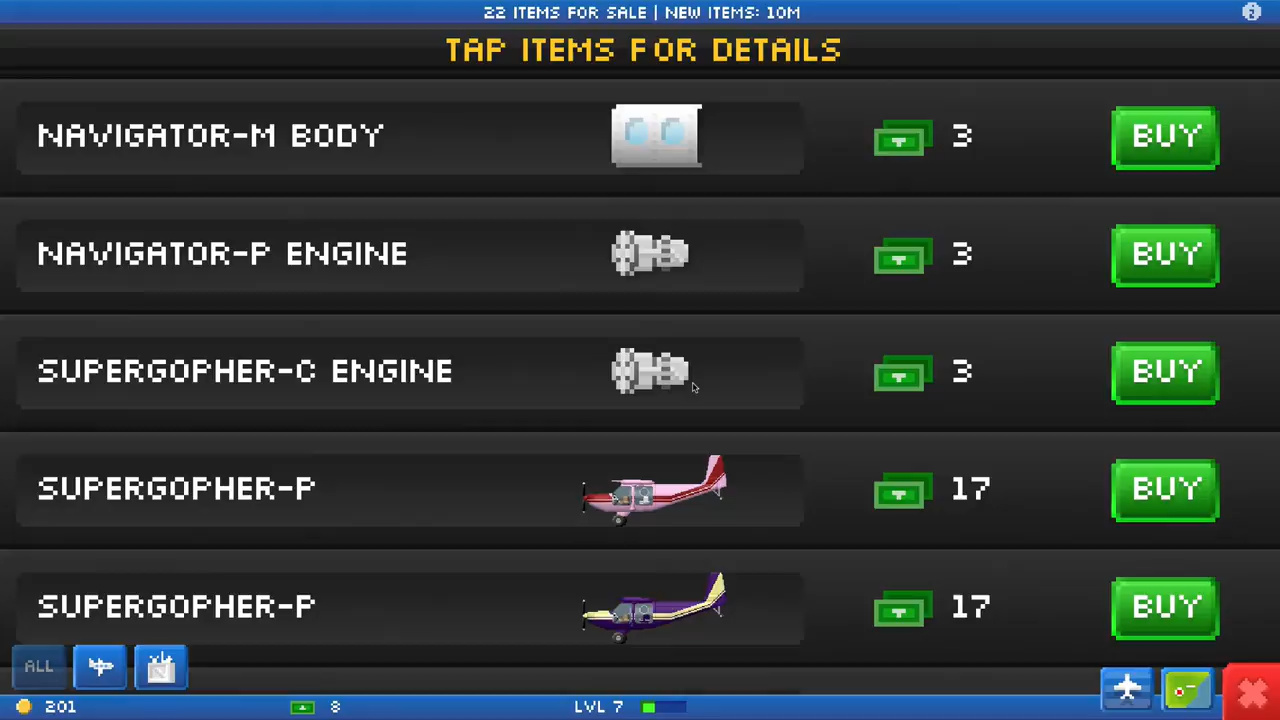 22 ITEMS FOR SALE | NEW ITEMS: 10M
TAP ITEMS FOR DETAILS
NAVIGATOR-M BODY 3 BUY
NAVIGATOR-P ENGINE 3 BUY
SUPERGOPHER-C ENGINE 3 BUY
SUPERGOPHER-P 17 BUY
SUPERGOPHER-P 17 BUY
ALL
201 8 LVL 7